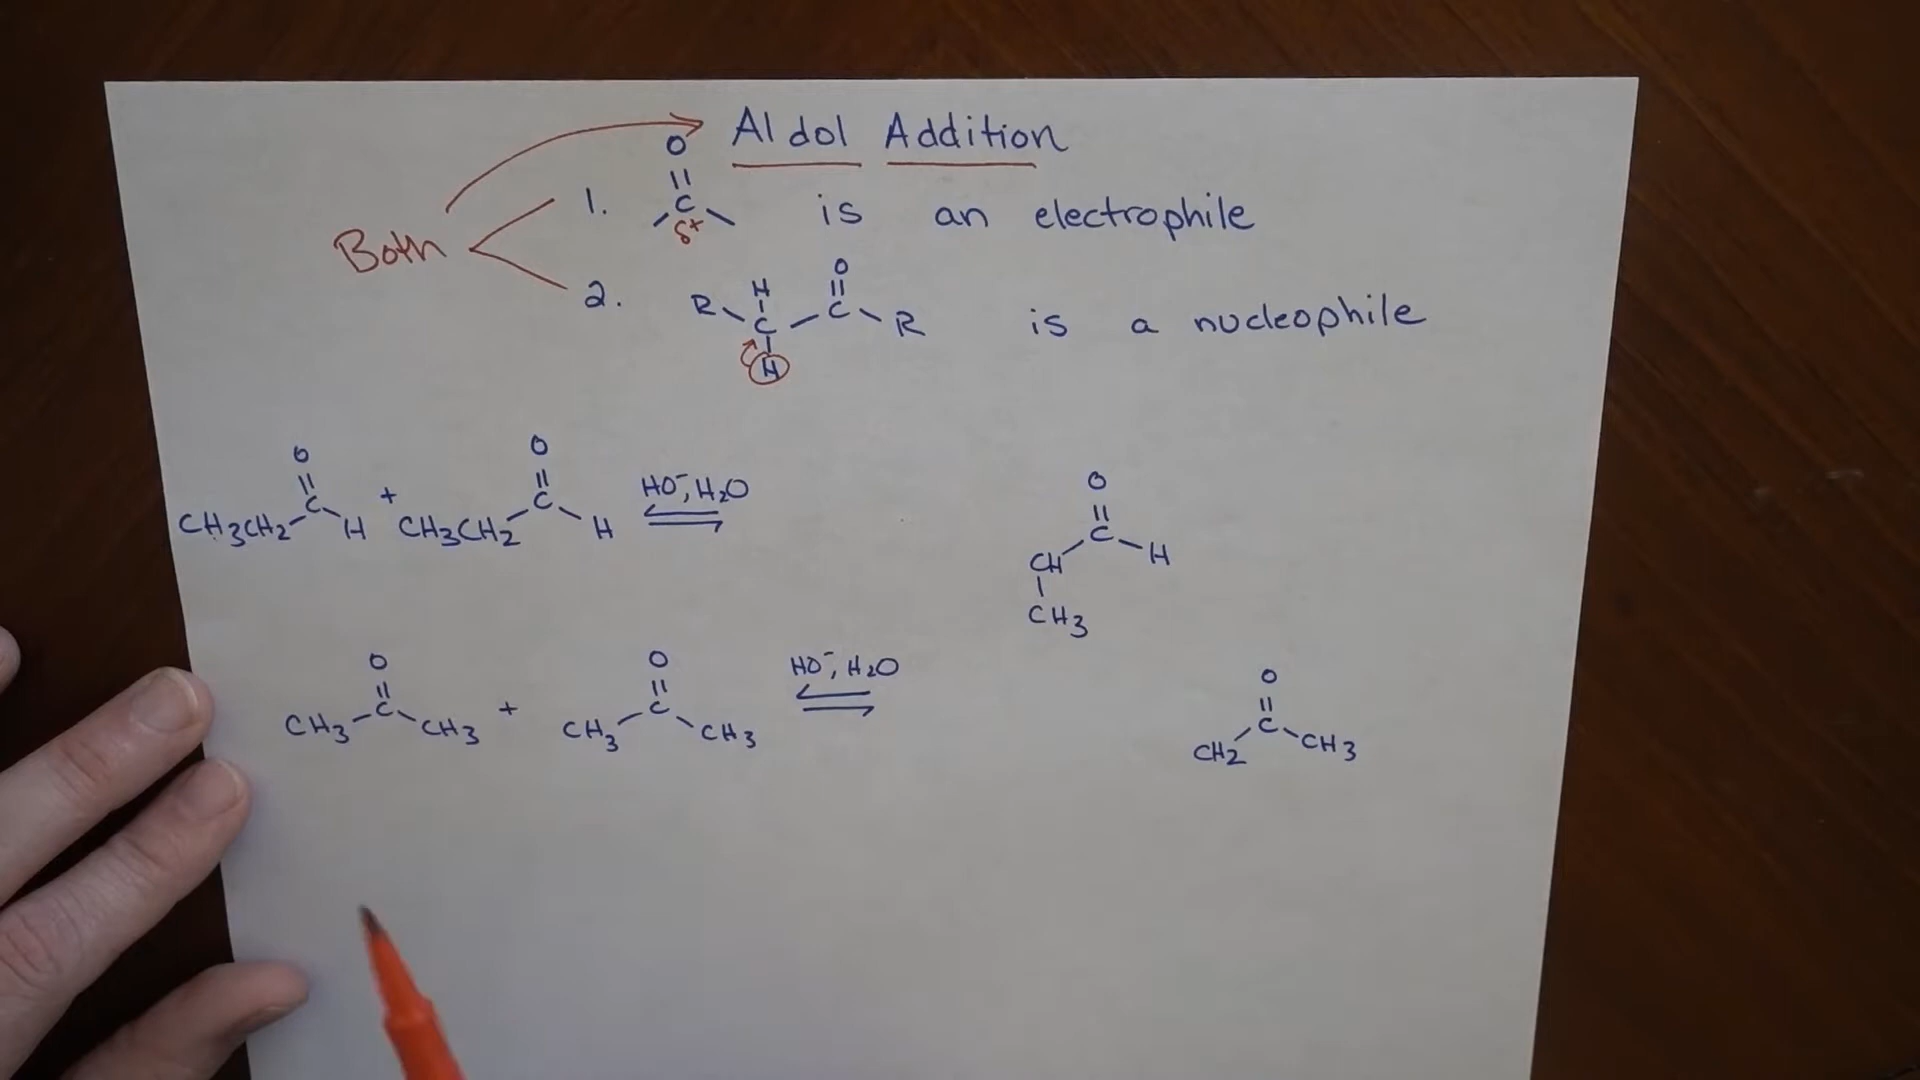 Aldol Addition
O
||
1. C is an electrophile
δ+
Both
O
H ||
2. R C C R is a nucleophile
H
O O
|| ||
C + C HO⁻, H₂O
CH₃CH₂ H CH₃CH₂ H
O
||
C
CH H
CH₃
O O
|| ||
C + C HO⁻, H₂O
CH₃ CH₃ CH₃ CH₃
O
||
C
CH₂ CH₃